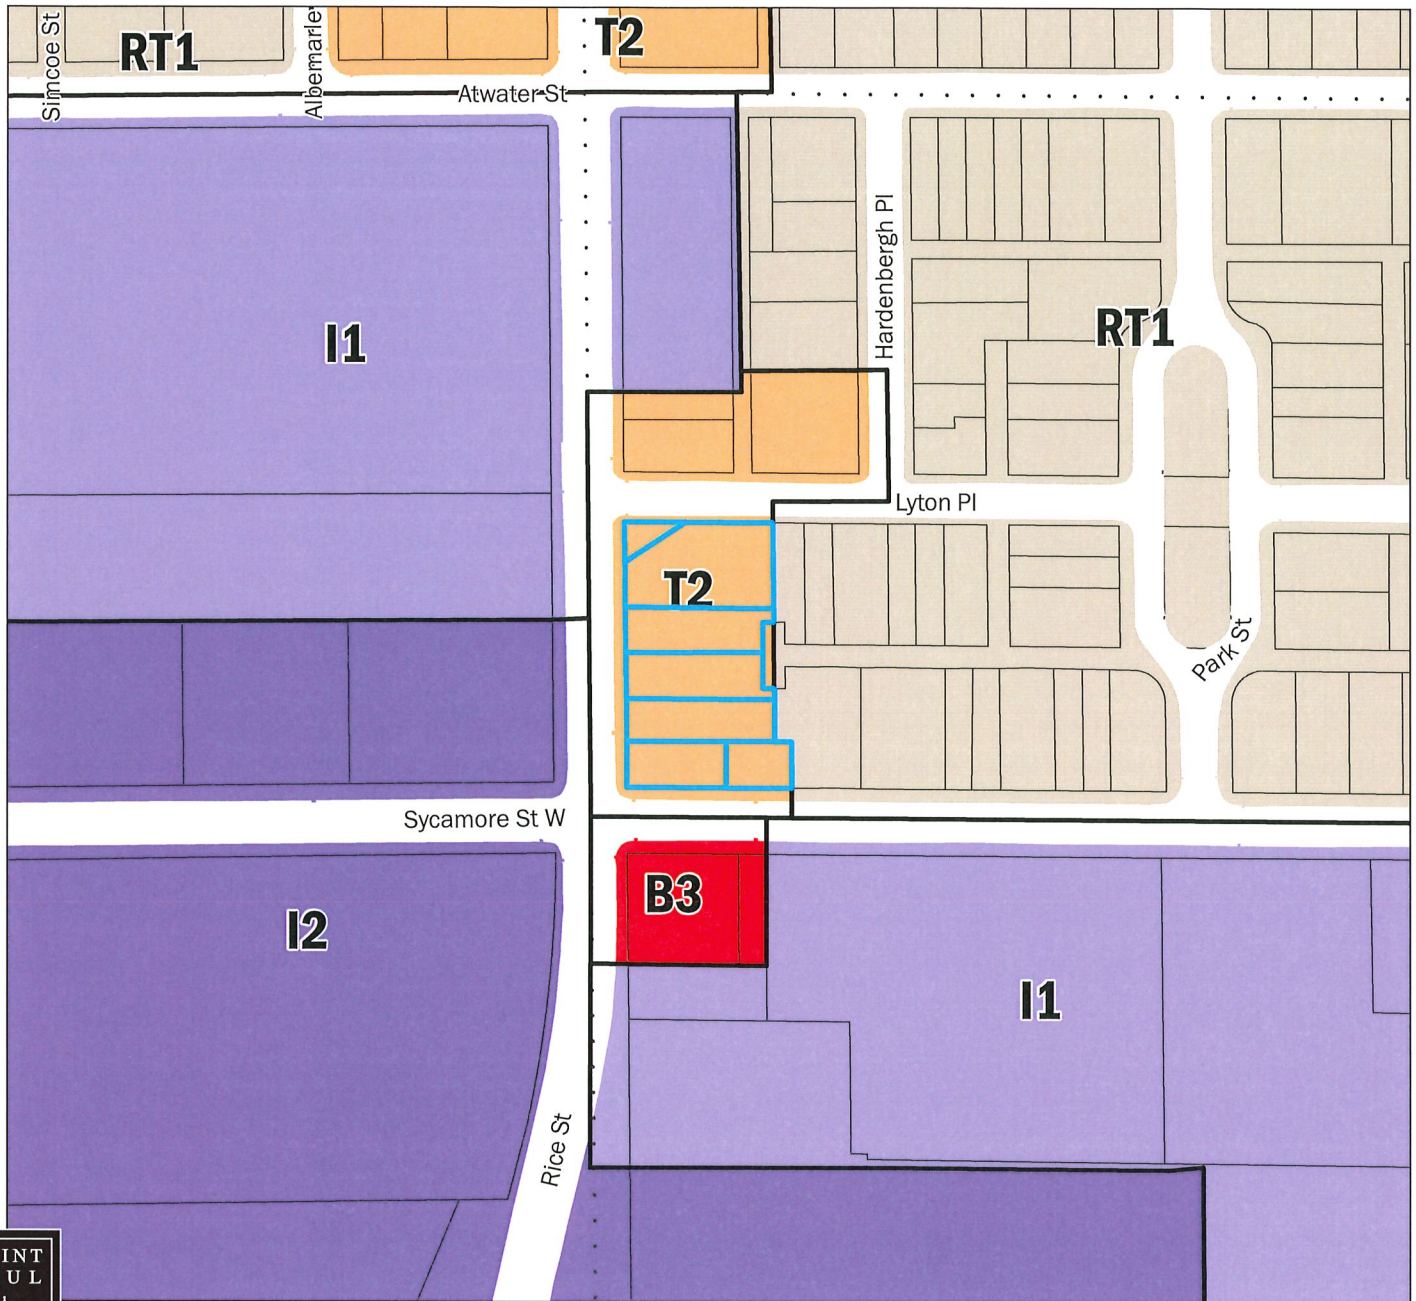 Simcoe St
RT1
Albemarle
T2
Atwater St
I1
Hardenbergh Pl
RT1
Lyton Pl
T2
Park St
Sycamore St W
B3
I2
I1
Rice St
INT
UL